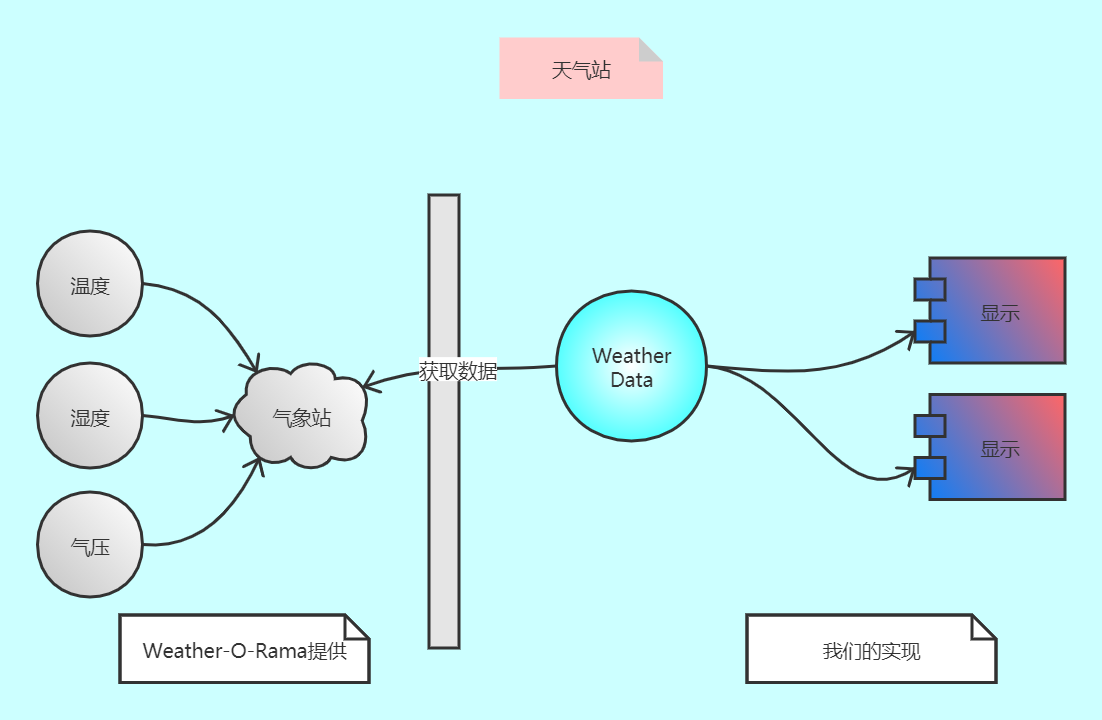 天气站
温度
湿度
气压
气象站
获取数据
Weather
Data
显示
显示
Weather-O-Rama提供
我们的实现